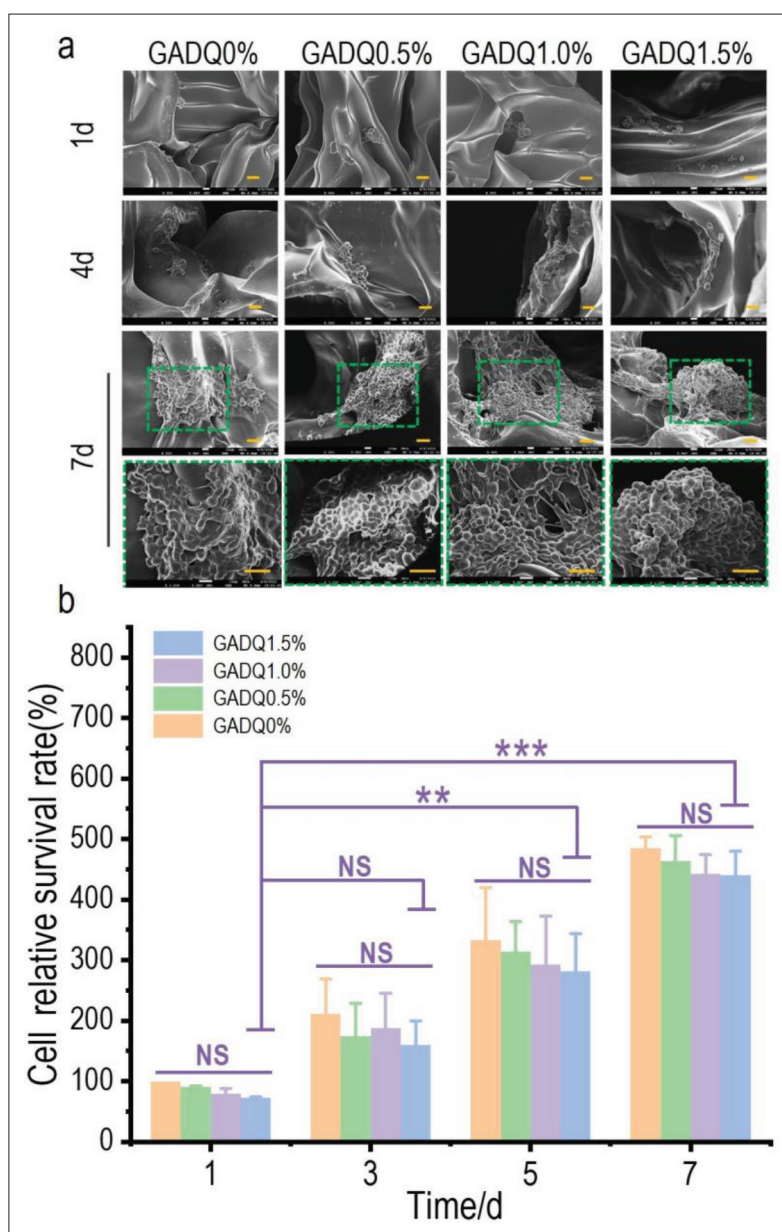 a
GADQ0% GADQ0.5% GADQ1.0% GADQ1.5%
1d
4d
7d
b
Cell relative survival rate(%)
800
700
600
500
400
300
200
100
0
GADQ1.5%
GADQ1.0%
GADQ0.5%
GADQ0%
***
**
NS
NS
NS
NS
NS
1 3 5 7
Time/d